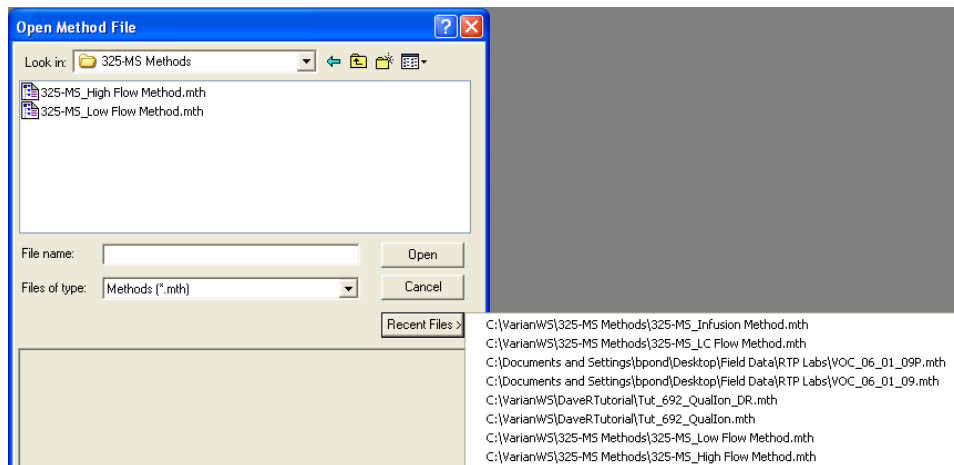 Open Method File
Look in: 325-MS Methods
325-MS_High Flow Method.mth
325-MS_Low Flow Method.mth
File name:
Open
Files of type: Methods (*.mth)
Cancel
Recent Files >
C:\VarianWS\325-MS Methods\325-MS_Infusion Method.mth
C:\VarianWS\325-MS Methods\325-MS_LC Flow Method.mth
C:\Documents and Settings\bpond\Desktop\Field Data\RTP Labs\VOC_06_01_09P.mth
C:\Documents and Settings\bpond\Desktop\Field Data\RTP Labs\VOC_06_01_09.mth
C:\VarianWS\DaveRTutorial\Tut_692_QualIon_DR.mth
C:\VarianWS\DaveRTutorial\Tut_692_QualIon.mth
C:\VarianWS\325-MS Methods\325-MS_Low Flow Method.mth
C:\VarianWS\325-MS Methods\325-MS_High Flow Method.mth